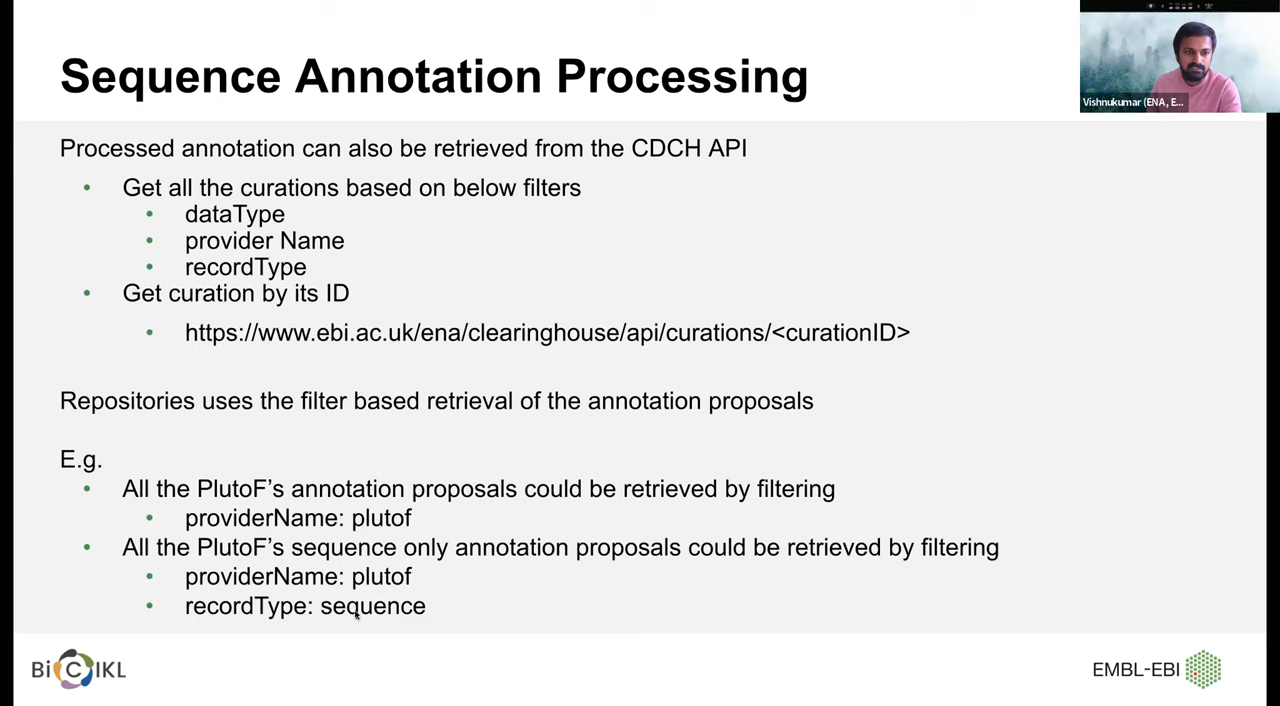 Sequence Annotation Processing
Vishnukumar (ENA, E...
Processed annotation can also be retrieved from the CDCH API
• Get all the curations based on below filters
• dataType
• provider Name
• recordType
• Get curation by its ID
• https://www.ebi.ac.uk/ena/clearinghouse/api/curations/<curationID>
Repositories uses the filter based retrieval of the annotation proposals
E.g.
• All the PlutoF's annotation proposals could be retrieved by filtering
• providerName: plutof
• All the PlutoF's sequence only annotation proposals could be retrieved by filtering
• providerName: plutof
• recordType: sequence
BiCIKL
EMBL-EBI